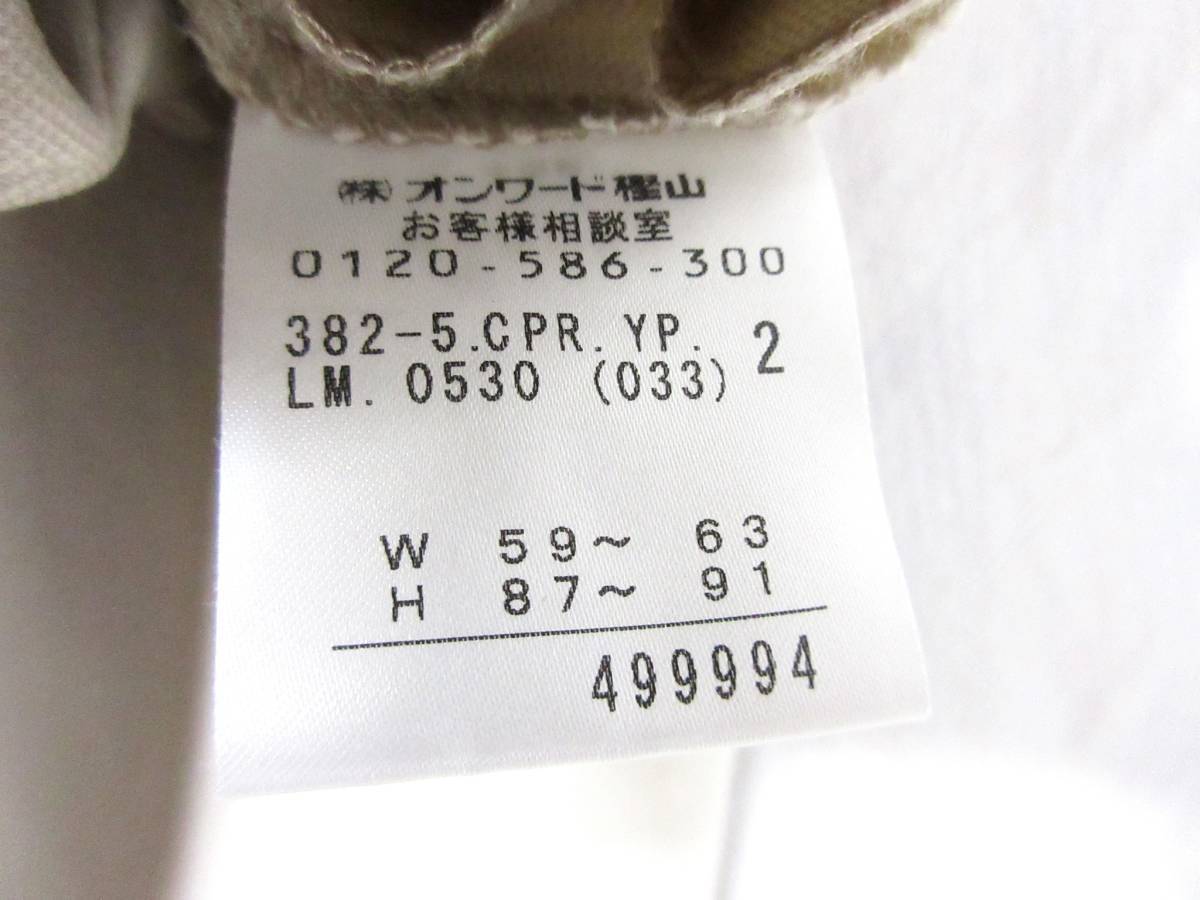 ㈱ オンワード樫山
お客様相談室
0120-586-300
382-5.CPR.YP. 2
LM. 0530 (033)
W 59~ 63
H 87~ 91
499994